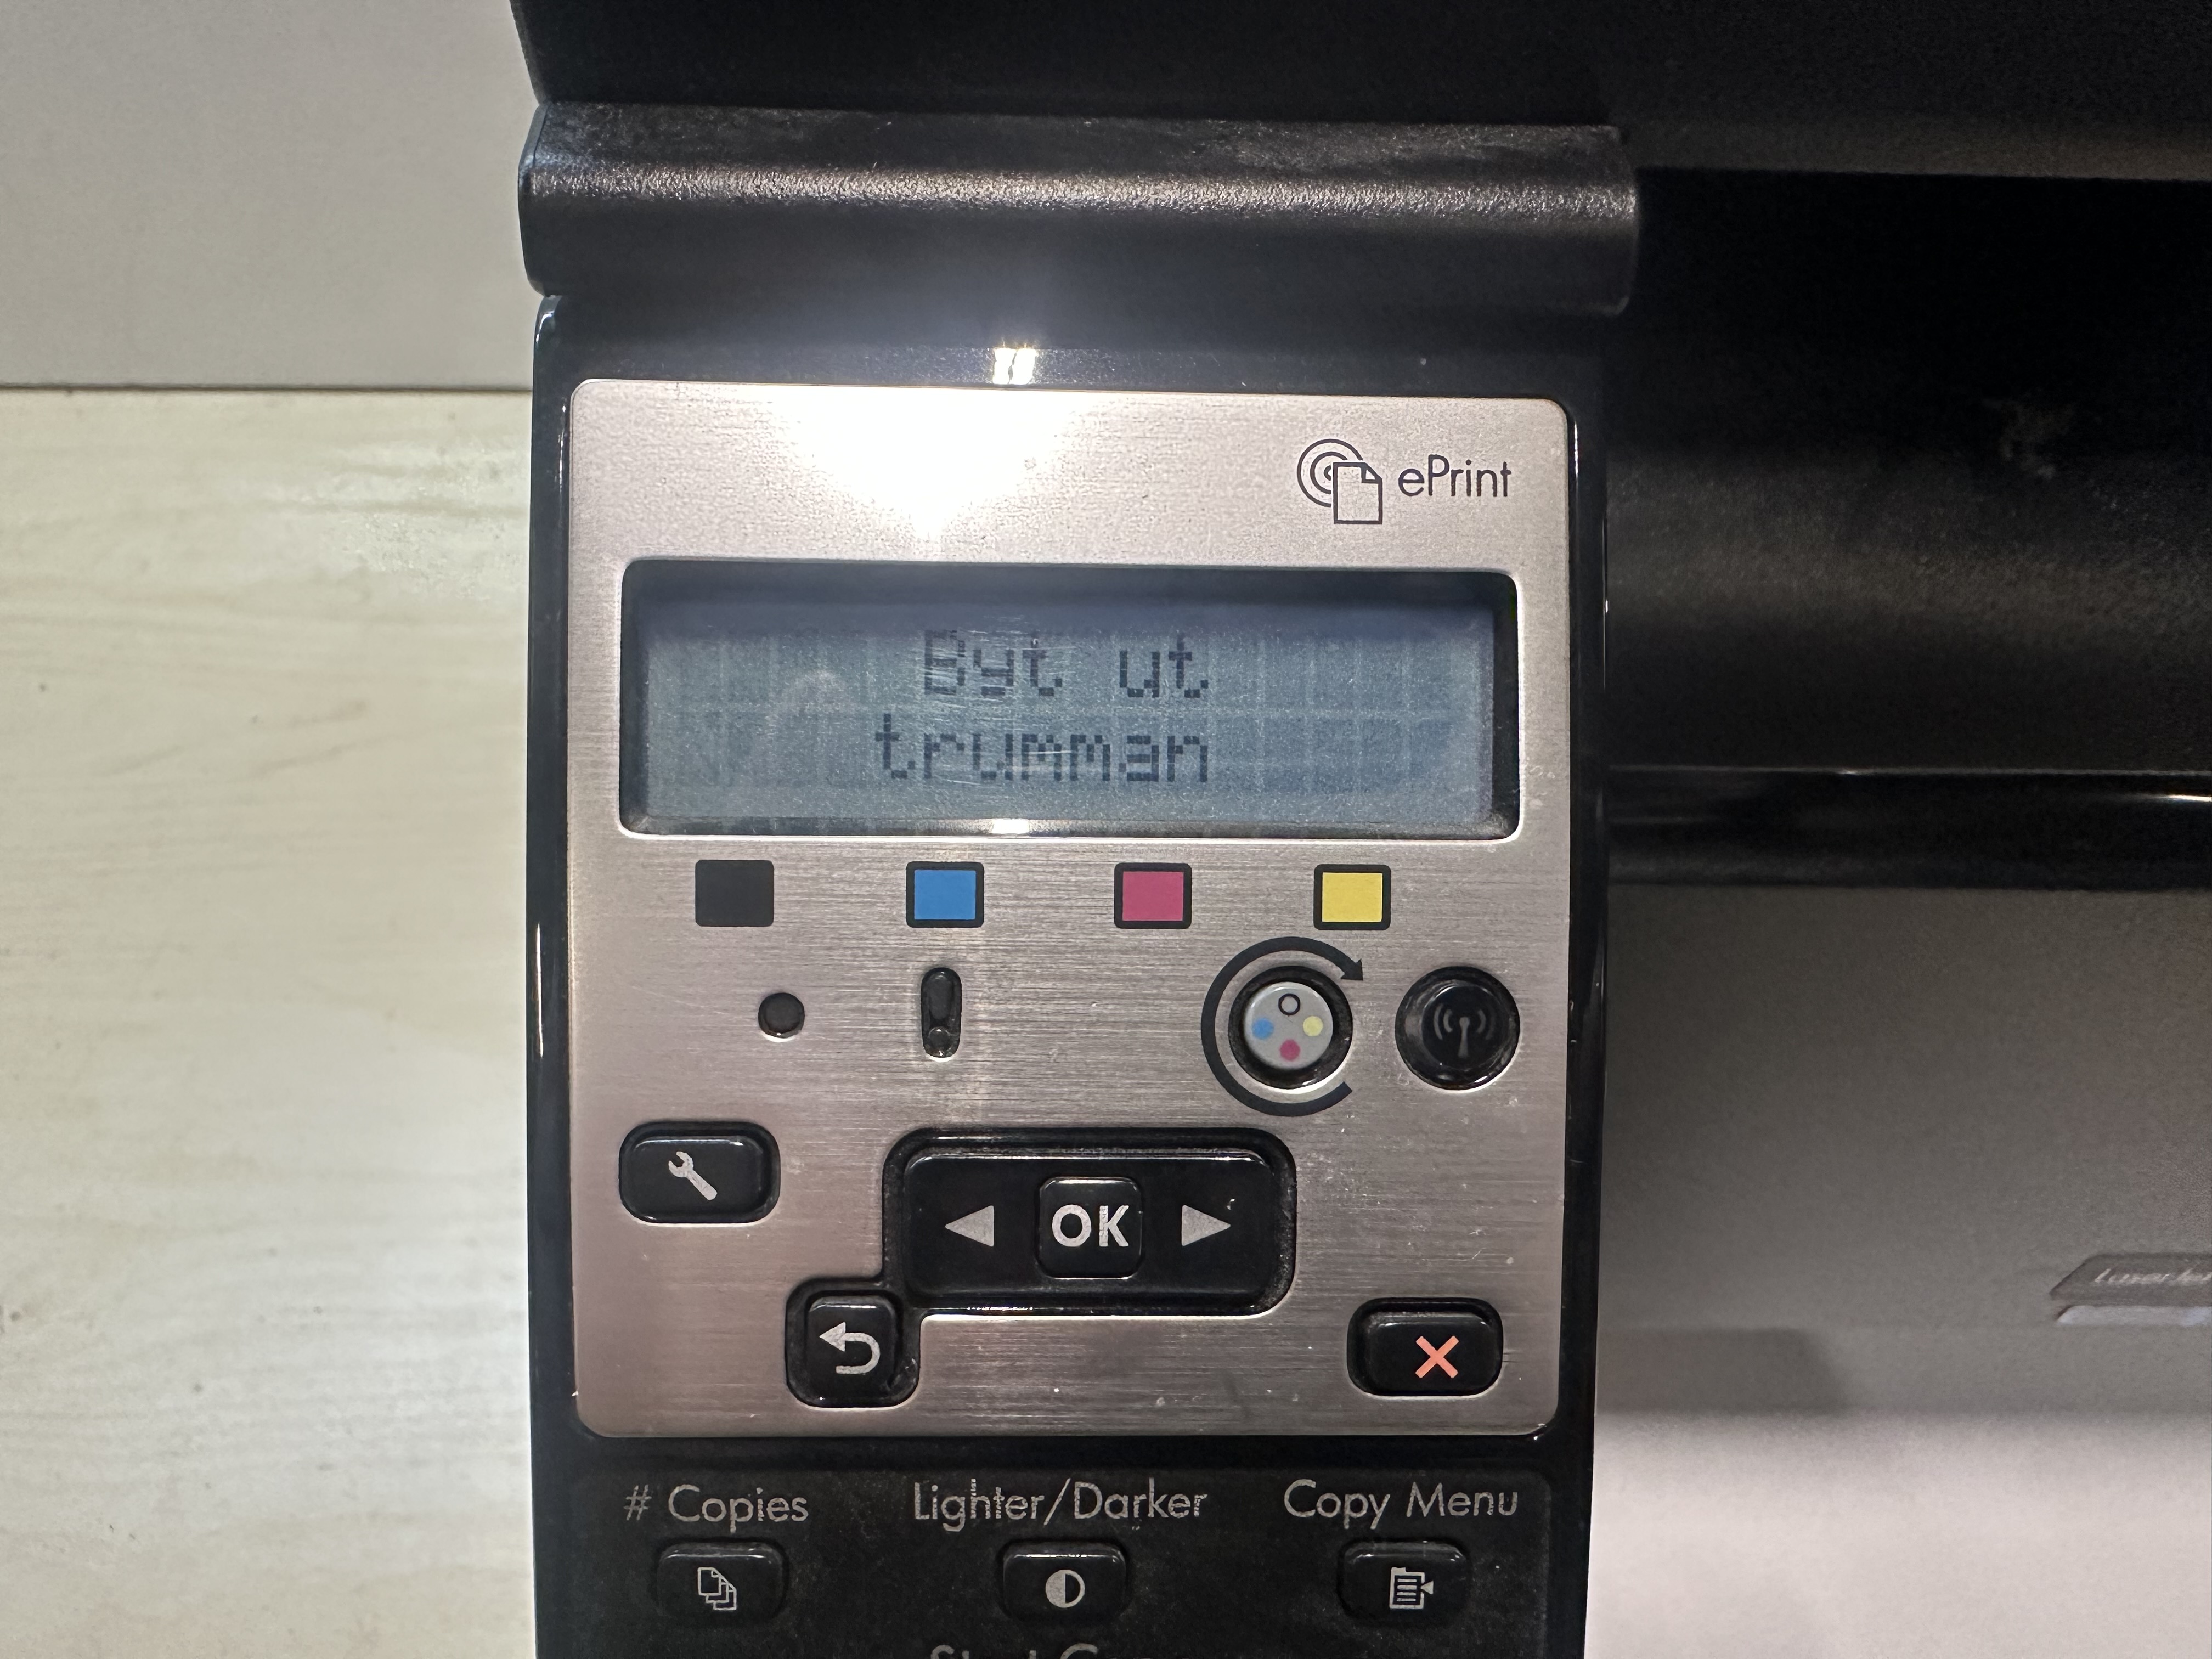 ePrint
Byt ut
trumman
OK
# Copies
Lighter/Darker
Copy Menu